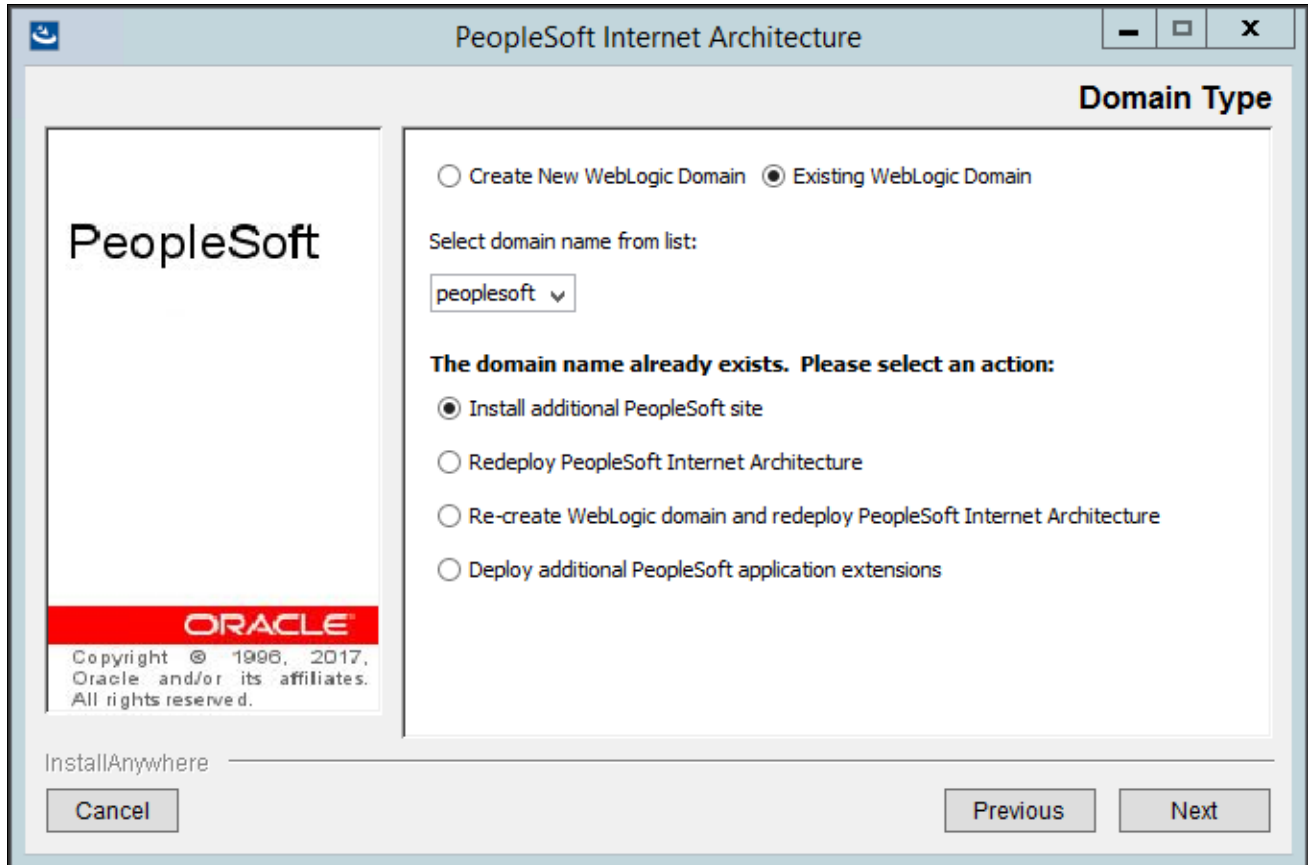 PeopleSoft Internet Architecture
Domain Type
PeopleSoft
ORACLE
Copyright © 1996, 2017,
Oracle and/or its affiliates.
All rights reserved.
Create New WebLogic Domain Existing WebLogic Domain
Select domain name from list:
peoplesoft
The domain name already exists. Please select an action:
Install additional PeopleSoft site
Redeploy PeopleSoft Internet Architecture
Re-create WebLogic domain and redeploy PeopleSoft Internet Architecture
Deploy additional PeopleSoft application extensions
InstallAnywhere
Cancel Previous Next